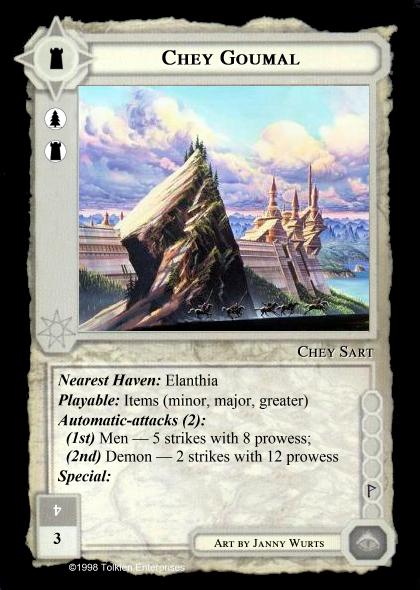 Chey Goumal
Chey Sart
Nearest Haven: Elanthia
Playable: Items (minor, major, greater)
Automatic-attacks (2):
(1st) Men — 5 strikes with 8 prowess;
(2nd) Demon — 2 strikes with 12 prowess
Special:
4
3
Art by Janny Wurts
©1998 Tolkien Enterprises